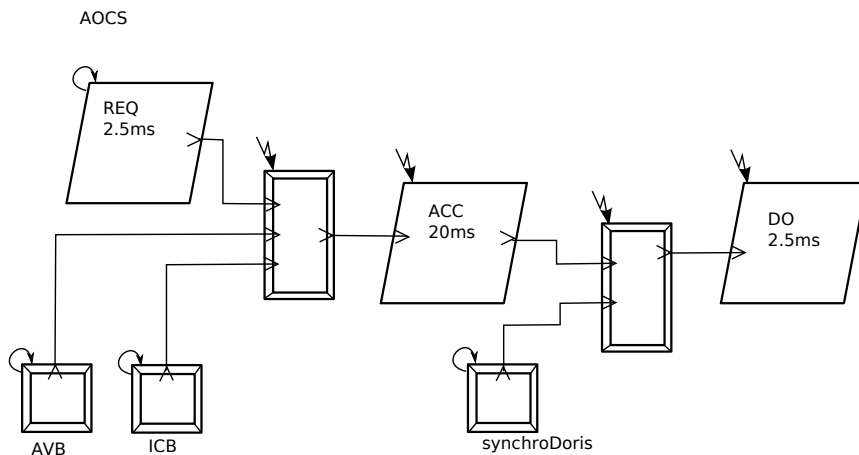 AOCS
REQ
2.5ms
ACC
20ms
DO
2.5ms
AVB
ICB
synchroDoris